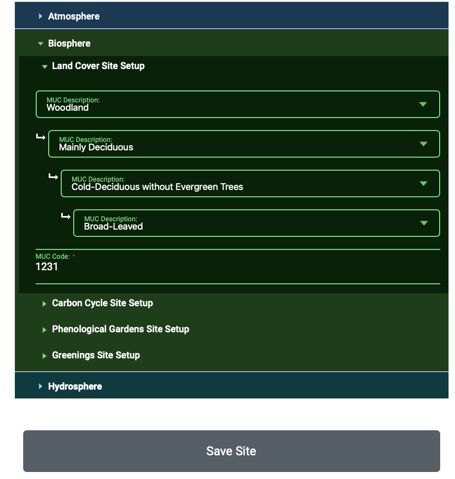 Atmosphere
Biosphere
Land Cover Site Setup
MUC Description:
Woodland
MUC Description:
Mainly Deciduous
MUC Description:
Cold-Deciduous without Evergreen Trees
MUC Description:
Broad-Leaved
MUC Code: *
1231
Carbon Cycle Site Setup
Phenological Gardens Site Setup
Greenings Site Setup
Hydrosphere
Save Site